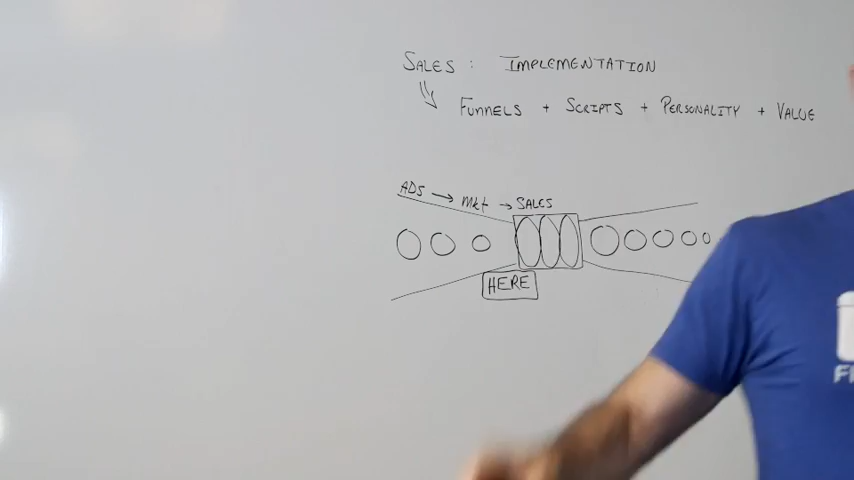 SALES : IMPLEMENTATION
FUNNELS + SCRIPTS + PERSONALITY + VALUE
ADS → Mkt → SALES
HERE